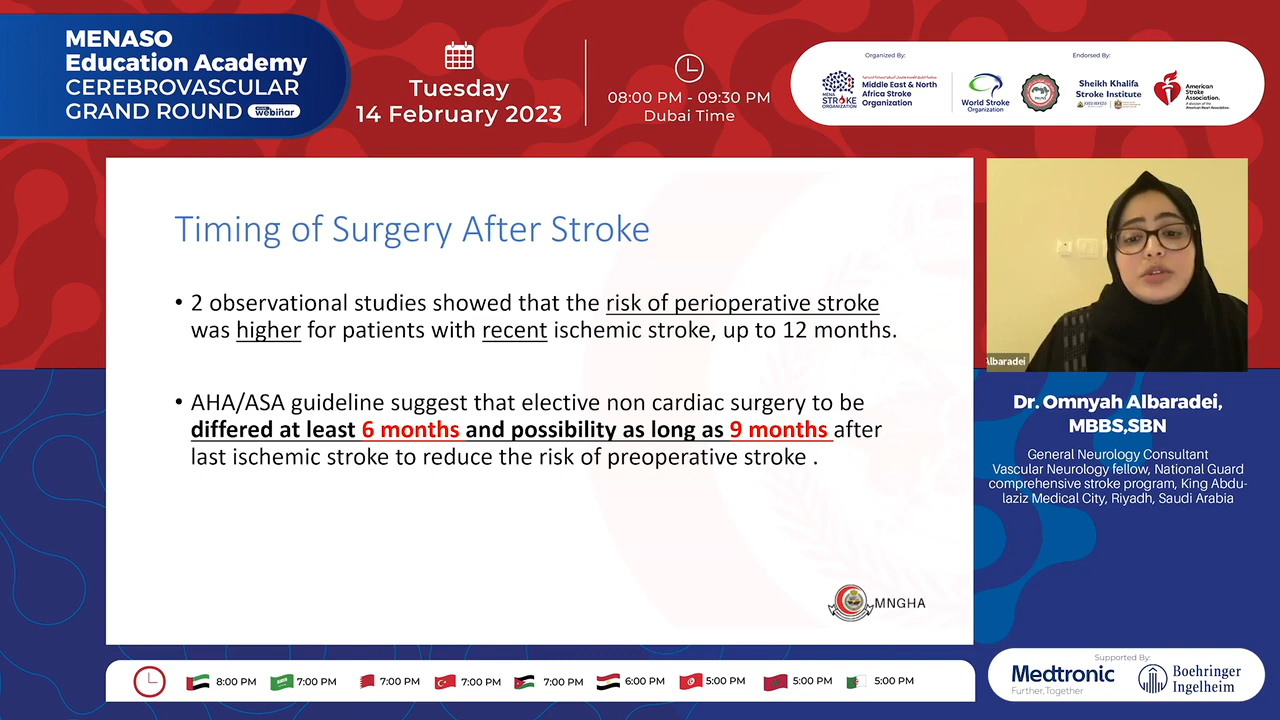 MENASO
Education Academy
CEREBROVASCULAR
GRAND ROUND
webinar
Tuesday
14 February 2023
08:00 PM - 09:30 PM
Dubai Time
Organized By:
Endorsed By:
MENA
STROKE
ORGANIZATION
Middle East & North
Africa Stroke
Organization
World Stroke
Organization
Sheikh Khalifa
Stroke Institute
American
Stroke
Association.
Timing of Surgery After Stroke
• 2 observational studies showed that the risk of perioperative stroke
was higher for patients with recent ischemic stroke, up to 12 months.
• AHA/ASA guideline suggest that elective non cardiac surgery to be
differed at least 6 months and possibility as long as 9 months after
last ischemic stroke to reduce the risk of preoperative stroke .
MNGHA
Albaradei
Dr. Omnyah Albaradei,
MBBS,SBN
General Neurology Consultant
Vascular Neurology fellow, National Guard
comprehensive stroke program, King Abdu-
laziz Medical City, Riyadh, Saudi Arabia
8:00 PM
7:00 PM
7:00 PM
7:00 PM
7:00 PM
6:00 PM
5:00 PM
5:00 PM
5:00 PM
Supported By:
Medtronic
Further,Together
Boehringer
Ingelheim